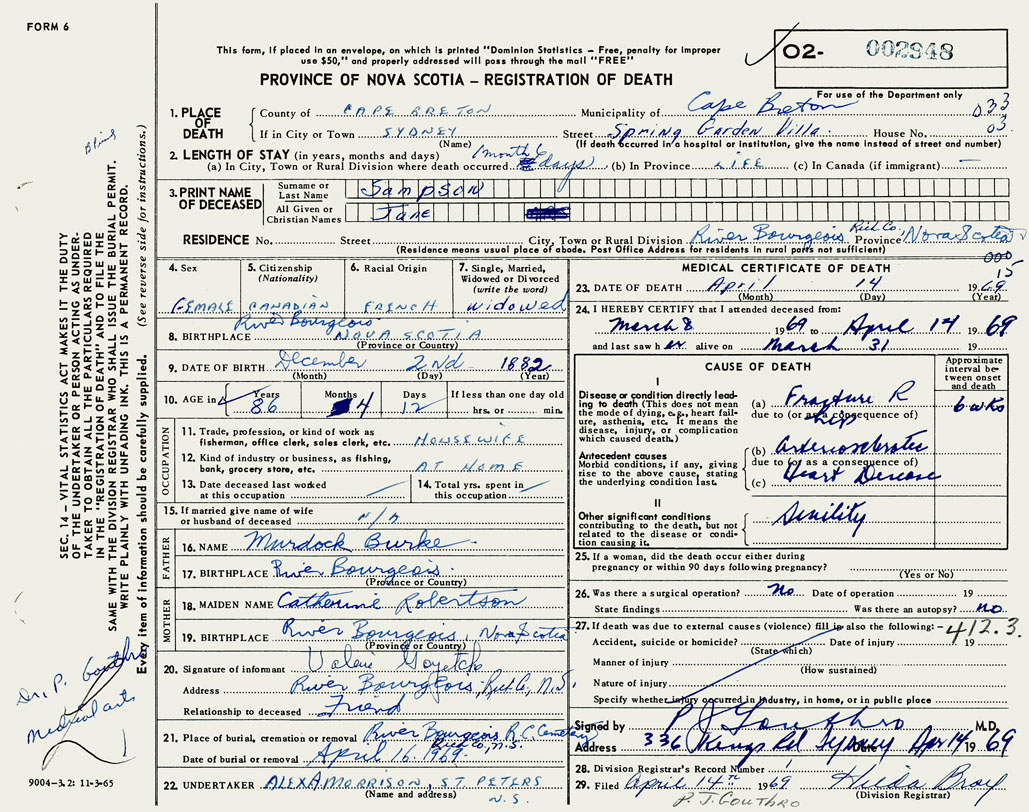 FORM 6
This form, if placed in an envelope, on which is printed "Dominion Statistics – Free, penalty for improper
use $50," and properly addressed will pass through the mail "FREE"
PROVINCE OF NOVA SCOTIA – REGISTRATION OF DEATH
O2- 002948
For use of the Department only
033
03.
1. PLACE OF DEATH
County of CAPE BRETON Municipality of Cape Breton
If in City or Town SYDNEY Street Spring Garden Villa. House No.
(Name) (If death occurred in a hospital or Institution, give the name instead of street and number)
2. LENGTH OF STAY (in years, months and days) 1 month 6
(a) In City, Town or Rural Division where death occurred days (b) In Province LIFE (c) In Canada (if immigrant) —
3. PRINT NAME OF DECEASED
Surname or Last Name Sampson
All Given or Christian Names Jane
RESIDENCE No. Street City, Town or Rural Division River Bourgeois Rich Co. Province Nova Scotia
(Residence means usual place of abode. Post Office Address for residents in rural parts not sufficient)
000
15
4. Sex 5. Citizenship (Nationality) 6. Racial Origin 7. Single, Married, Widowed or Divorced (write the word)
FEMALE CANADIAN FRENCH widowed
River Bourgeois
8. BIRTHPLACE NOVA SCOTIA
(Province or Country)
9. DATE OF BIRTH December 2nd 1882
(Month) (Day) (Year)
10. AGE in Years 86 Months 4 Days 12 If less than one day old
hrs. or min.
OCCUPATION
11. Trade, profession, or kind of work as
fisherman, office clerk, sales clerk, etc. HOUSEWIFE
12. Kind of industry or business, as fishing,
bank, grocery store, etc. AT HOME
13. Date deceased last worked
at this occupation
14. Total yrs. spent in
this occupation
15. If married give name of wife
or husband of deceased N/A
FATHER
16. NAME Murdock Burke
17. BIRTHPLACE River Bourgeois.
(Province or Country)
MOTHER
18. MAIDEN NAME Catherine Robertson
19. BIRTHPLACE River Bourgeois, Nova Scotia
(Province or Country)
20. Signature of informant
Address River Bourgeois, Rich Co, N.S.
Relationship to deceased Friend
21. Place of burial, cremation or removal River Bourgeois R.C. Cemetery
Rich Co, N.S.
Date of burial or removal April 16. 1969.
22. UNDERTAKER ALEX A MORRISON, ST. PETERS
(Name and address) N.S.
MEDICAL CERTIFICATE OF DEATH
23. DATE OF DEATH April 14 1969
(Month) (Day) (Year)
24. I HEREBY CERTIFY that I attended deceased from:
March 8 1969 to April 14 1969
and last saw her alive on March 31 19
CAUSE OF DEATH
Approximate interval between onset and death
I
Disease or condition directly leading to death (This does not mean
the mode of dying, e.g., heart failure, asthenia, etc. It means the
disease, injury, or complication
which caused death.)
(a) Fracture R 6 wks
due to (or as a consequence of)
hip
Antecedent causes
Morbid conditions, if any, giving
rise to the above cause, stating
the underlying condition last.
(b) Arteriosclerotic
due to (or as a consequence of)
(c) Heart Disease
II
Other significant conditions
contributing to the death, but not
related to the disease or condition causing it.
Senility
25. If a woman, did the death occur either during
pregnancy or within 90 days following pregnancy?
(Yes or No)
26. Was there a surgical operation? No Date of operation 19
State findings Was there an autopsy? no
27. If death was due to external causes (violence) fill in also the following: – 412.3.
Accident, suicide or homicide? Date of injury 19
(State which)
Manner of injury
(How sustained)
Nature of injury
Specify whether injury occurred in industry, in home, or in public place
Signed by P J Gouthro M.D.
Address 336 Kings Rd Sydney Date Apr 14 1969
28. Division Registrar's Record Number
29. Filed April 14th 1969 Hilda Bray
P. J. GOUTHRO (Division Registrar)
SEC. 14 – VITAL STATISTICS ACT MAKES IT THE DUTY
OF THE UNDERTAKER OR PERSON ACTING AS UNDERTAKER TO OBTAIN ALL THE PARTICULARS REQUIRED
IN THE "REGISTRATION OF DEATH" AND TO FILE THE
SAME WITH THE DIVISION REGISTRAR WHO SHALL ISSUE THE BURIAL PERMIT.
WRITE PLAINLY WITH UNFADING INK. THIS IS A PERMANENT RECORD.
Every item of information should be carefully supplied. (See reverse side for instructions.)
Dr. P. Gouthro
Medical arts
9004-3.2: 11-3-65